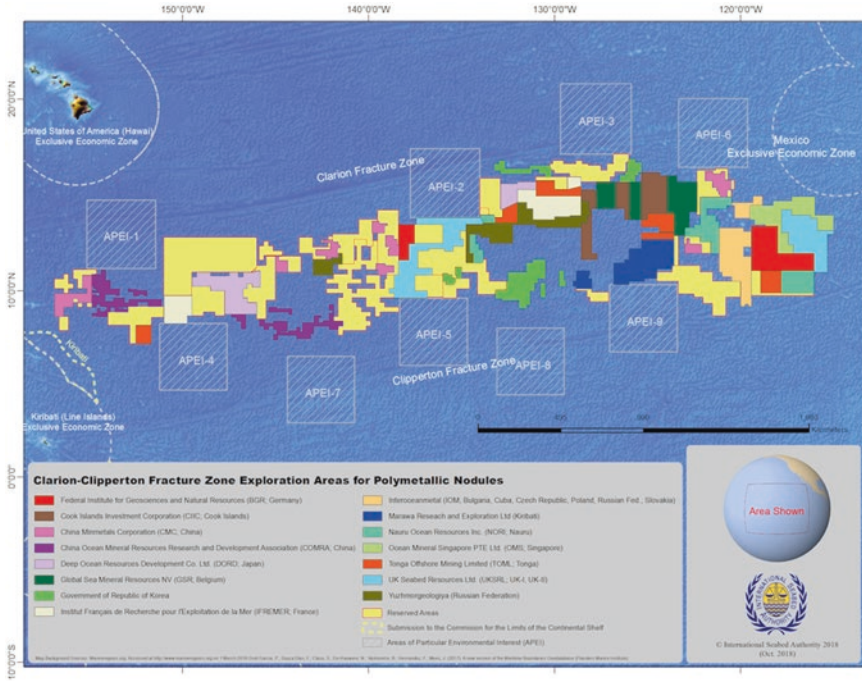 150°0'0"W
140°0'0"W
130°0'0"W
120°0'0"W
20°0'0"N
10°0'0"N
0°0'0"
10°0'0"S
United States of America (Hawaii)
Exclusive Economic Zone
Mexico
Exclusive Economic Zone
Clarion Fracture Zone
APEI-3
APEI-6
APEI-2
APEI-1
APEI-4
APEI-5
APEI-9
APEI-7
APEI-8
Clipperton Fracture Zone
Kiribati
Kiribati (Line Islands)
Exclusive Economic Zone
0
Kilometers
Clarion-Clipperton Fracture Zone Exploration Areas for Polymetallic Nodules
Federal Institute for Geosciences and Natural Resources (BGR; Germany)
Cook Islands Investment Corporation (CIIC; Cook Islands)
China Minmetals Corporation (CMC; China)
China Ocean Mineral Resources Research and Development Association (COMRA; China)
Deep Ocean Resources Development Co. Ltd. (DORD; Japan)
Global Sea Mineral Resources NV (GSR; Belgium)
Government of Republic of Korea
Institut Français de Recherche pour l'Exploitation de la Mer (IFREMER; France)
Interoceanmetal (IOM, Bulgaria, Cuba, Czech Republic, Poland, Russian Fed., Slovakia)
Marawa Reseach and Exploration Ltd (Kiribati)
Nauru Ocean Resources Inc. (NORI; Nauru)
Ocean Mineral Singapore PTE Ltd. (OMS; Singapore)
Tonga Offshore Mining Limited (TOML; Tonga)
UK Seabed Resources Ltd. (UKSRL; UK-I, UK-II)
Yuzhmorgeologiya (Russian Federation)
Reserved Areas
Submission to the Commission for the Limits of the Continental Shelf
Areas of Particular Environmental Interest (APEI)
Area Shown
INTERNATIONAL SEABED AUTHORITY
© International Seabed Authority 2018
(Oct. 2018)